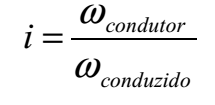 i = ω_condutor / ω_conduzido